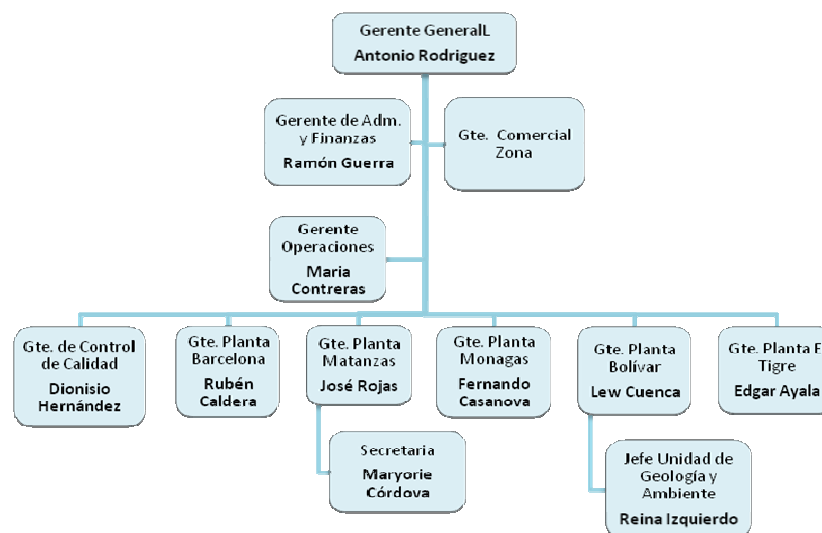 Gerente GeneralL
Antonio Rodriguez
Gerente de Adm.
y Finanzas
Ramón Guerra
Gte. Comercial
Zona
Gerente
Operaciones
Maria
Contreras
Gte. de Control
de Calidad
Dionisio
Hernández
Gte. Planta
Barcelona
Rubén
Caldera
Gte. Planta
Matanzas
José Rojas
Gte. Planta
Monagas
Fernando
Casanova
Gte. Planta
Bolívar
Lew Cuenca
Gte. Planta E
Tigre
Edgar Ayala
Secretaria
Maryorie
Córdova
Jefe Unidad de
Geología y
Ambiente
Reina Izquierdo